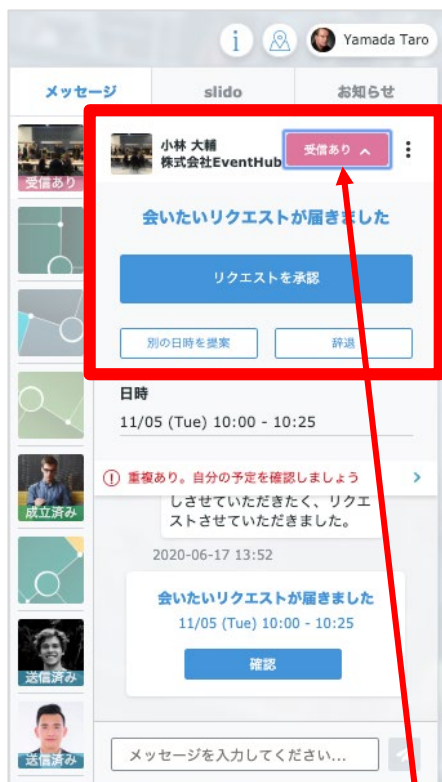 Yamada Taro
メッセージ
slido
お知らせ
受信あり
小林 大輔
株式会社EventHub
受信あり
会いたいリクエストが届きました
リクエストを承認
別の日時を提案
辞退
日時
11/05 (Tue) 10:00 - 10:25
重複あり。自分の予定を確認しましょう
しさせていただきたく、リクエ
ストさせていただきました。
成立済み
2020-06-17 13:52
会いたいリクエストが届きました
11/05 (Tue) 10:00 - 10:25
確認
送信済み
送信済み
メッセージを入力してください...